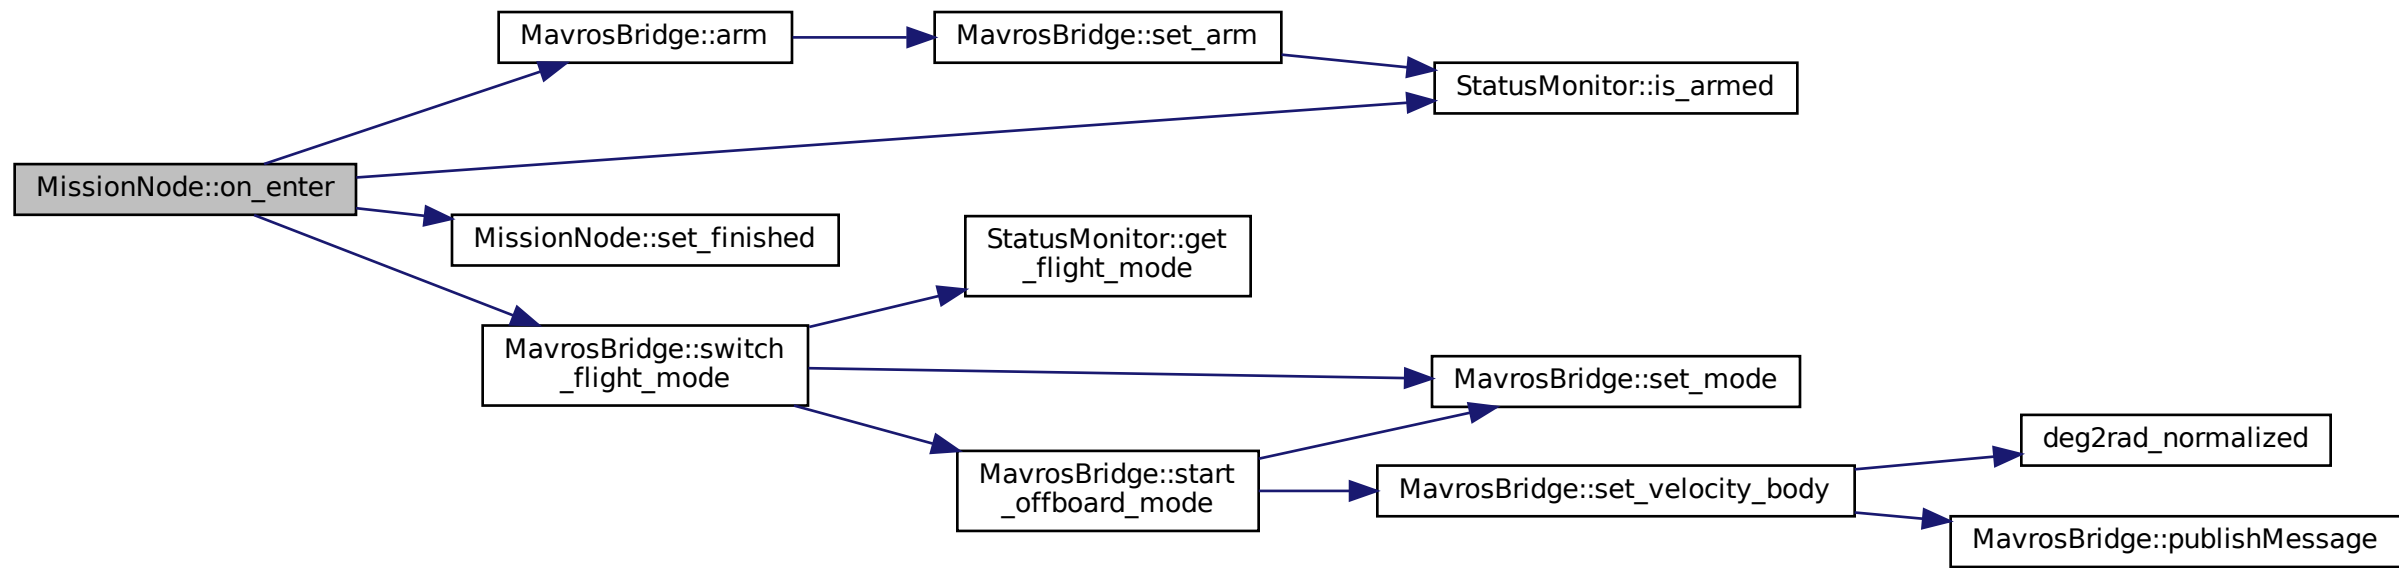 MavrosBridge::arm
MavrosBridge::set_arm
StatusMonitor::is_armed
MissionNode::on_enter
MissionNode::set_finished
StatusMonitor::get
_flight_mode
MavrosBridge::switch
_flight_mode
MavrosBridge::set_mode
MavrosBridge::start
_offboard_mode
MavrosBridge::set_velocity_body
deg2rad_normalized
MavrosBridge::publishMessage